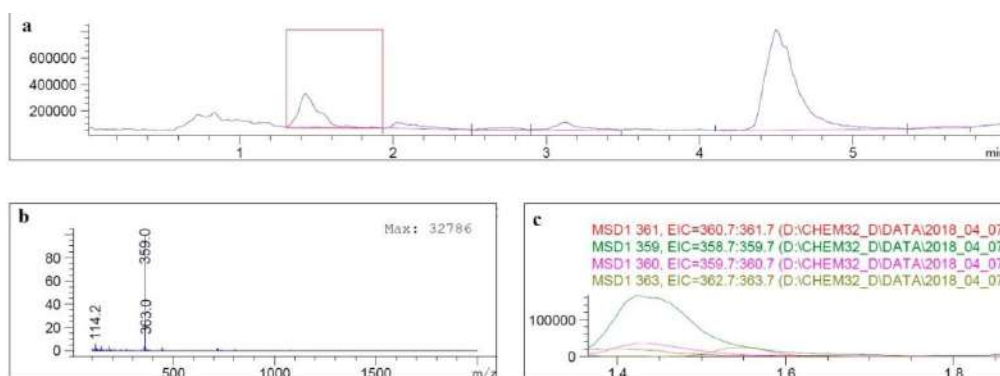 a
600000
400000
200000
1 2 3 4 5 min
b
Max: 32786
80
60
40
20
0
114.2
359.0
363.0
500 1000 1500 m/z
c
MSD1 361, EIC=360.7:361.7 (D:\CHEM32_D\DATA\2018_04_07
MSD1 359, EIC=358.7:359.7 (D:\CHEM32_D\DATA\2018_04_07
MSD1 360, EIC=359.7:360.7 (D:\CHEM32_D\DATA\2018_04_07
MSD1 363, EIC=362.7:363.7 (D:\CHEM32_D\DATA\2018_04_07
100000
0
1.4 1.6 1.8